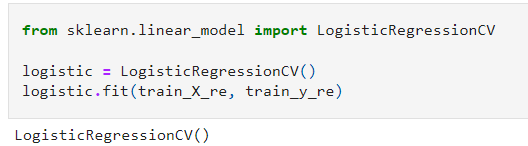 from sklearn.linear_model import LogisticRegressionCV
logistic = LogisticRegressionCV()
logistic.fit(train_X_re, train_y_re)
LogisticRegressionCV()